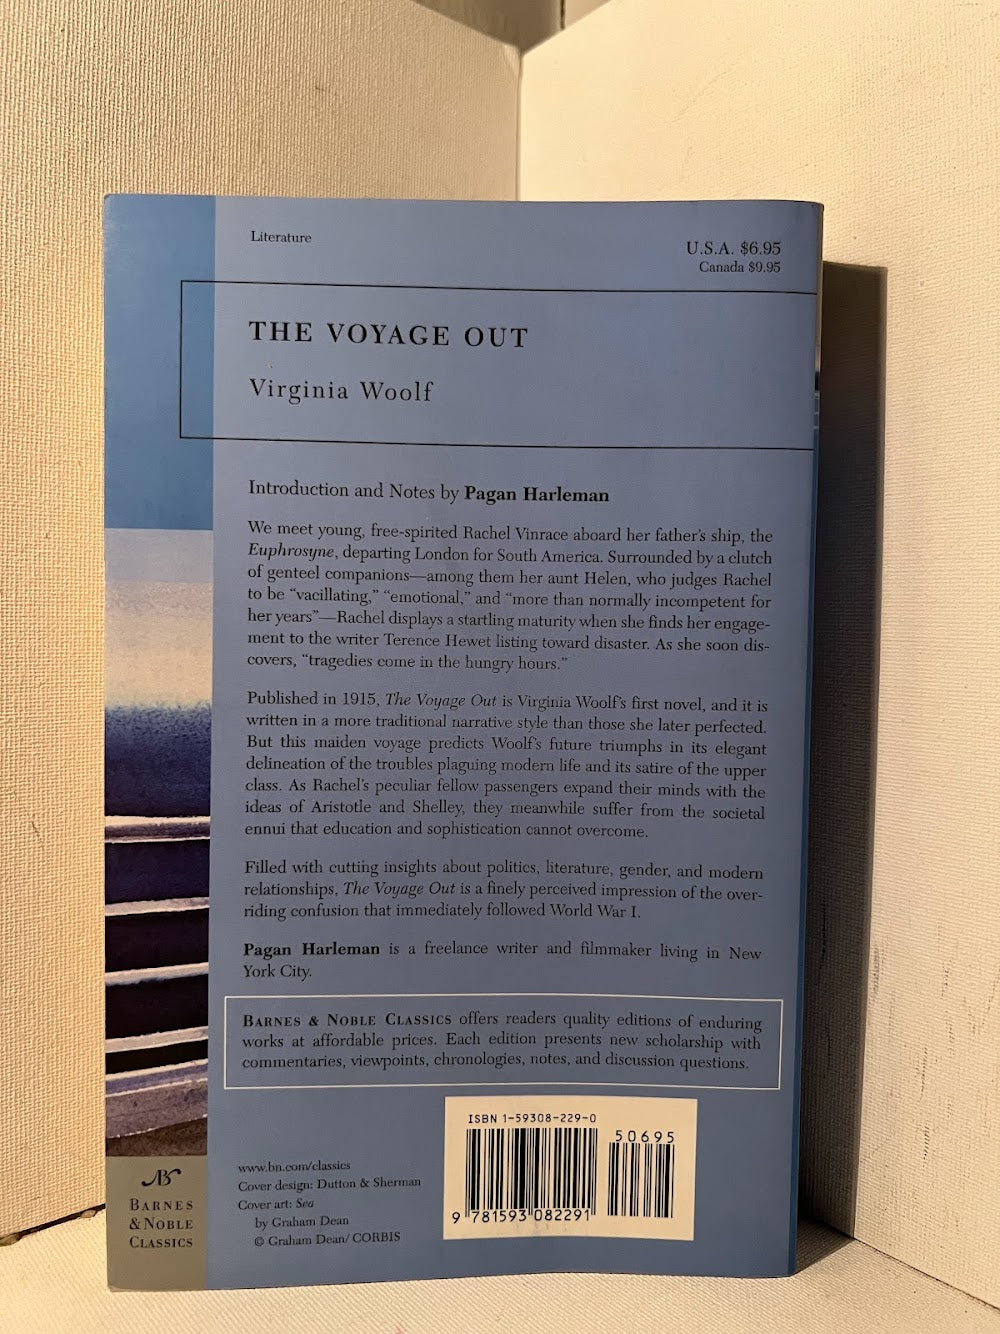 Literature
U.S.A. $6.95
Canada $9.95
THE VOYAGE OUT
Virginia Woolf
Introduction and Notes by Pagan Harleman
We meet young, free-spirited Rachel Vinrace aboard her father's ship, the
Euphrosyne, departing London for South America. Surrounded by a clutch
of genteel companions—among them her aunt Helen, who judges Rachel
to be “vacillating,” “emotional,” and “more than normally incompetent for
her years”—Rachel displays a startling maturity when she finds her engage-
ment to the writer Terence Hewet listing toward disaster. As she soon dis-
covers, “tragedies come in the hungry hours.”
Published in 1915, The Voyage Out is Virginia Woolf's first novel, and it is
written in a more traditional narrative style than those she later perfected.
But this maiden voyage predicts Woolf's future triumphs in its elegant
delineation of the troubles plaguing modern life and its satire of the upper
class. As Rachel's peculiar fellow passengers expand their minds with the
ideas of Aristotle and Shelley, they meanwhile suffer from the societal
ennui that education and sophistication cannot overcome.
Filled with cutting insights about politics, literature, gender, and modern
relationships, The Voyage Out is a finely perceived impression of the over-
riding confusion that immediately followed World War I.
Pagan Harleman is a freelance writer and filmmaker living in New
York City.
BARNES & NOBLE CLASSICS offers readers quality editions of enduring
works at affordable prices. Each edition presents new scholarship with
commentaries, viewpoints, chronologies, notes, and discussion questions.
www.bn.com/classics
Cover design: Dutton & Sherman
Cover art: Sea
by Graham Dean
© Graham Dean/ CORBIS
ISBN 1-59308-229-0
50695
9 781593 082291
BN
BARNES
& NOBLE
CLASSICS